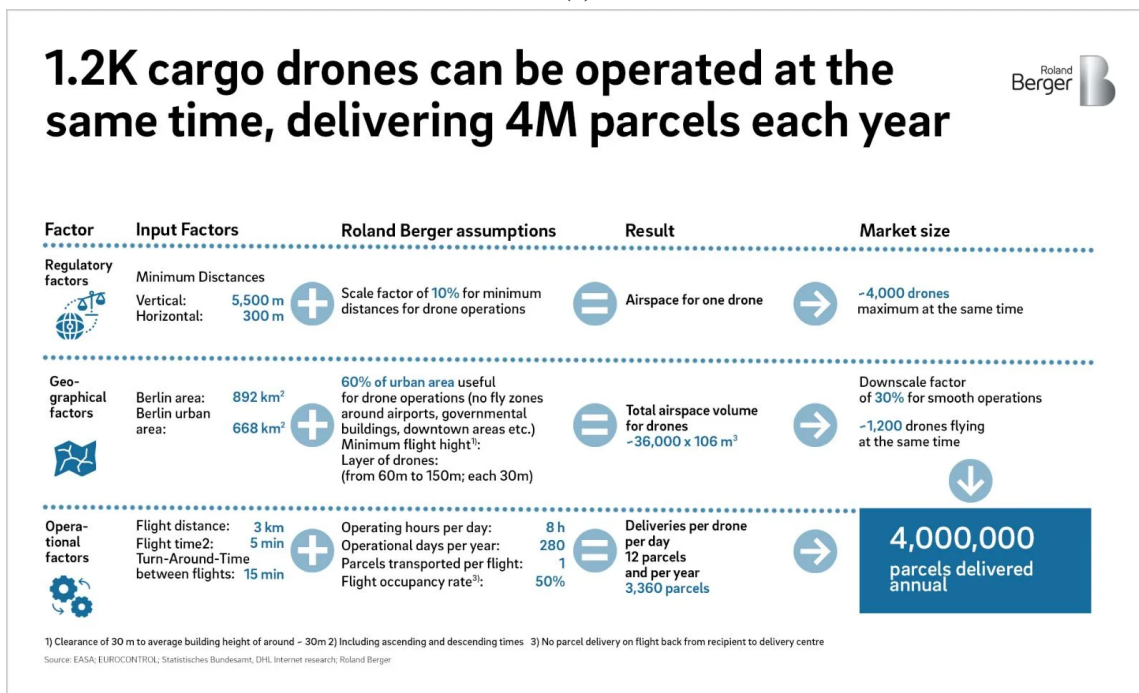 1.2K cargo drones can be operated at the
same time, delivering 4M parcels each year
Roland
Berger
Factor
Input Factors
Roland Berger assumptions
Result
Market size
Regulatory
factors
Minimum Disctances
Vertical: 5,500 m
Horizontal: 300 m
Scale factor of 10% for minimum
distances for drone operations
Airspace for one drone
~4,000 drones
maximum at the same time
Geo-
graphical
factors
Berlin area: 892 km²
Berlin urban
area: 668 km²
60% of urban area useful
for drone operations (no fly zones
around airports, governmental
buildings, downtown areas etc.)
Minimum flight hight1):
Layer of drones:
(from 60m to 150m; each 30m)
Total airspace volume
for drones
~36,000 x 106 m³
Downscale factor
of 30% for smooth operations
~1,200 drones flying
at the same time
Opera-
tional
factors
Flight distance: 3 km
Flight time2: 5 min
Turn-Around-Time
between flights: 15 min
Operating hours per day: 8 h
Operational days per year: 280
Parcels transported per flight: 1
Flight occupancy rate3): 50%
Deliveries per drone
per day
12 parcels
and per year
3,360 parcels
4,000,000
parcels delivered
annual
1) Clearance of 30 m to average building height of around ~ 30m 2) Including ascending and descending times 3) No parcel delivery on flight back from recipient to delivery centre
Source: EASA; EUROCONTROL; Statistisches Bundesamt, DHL Internet research; Roland Berger